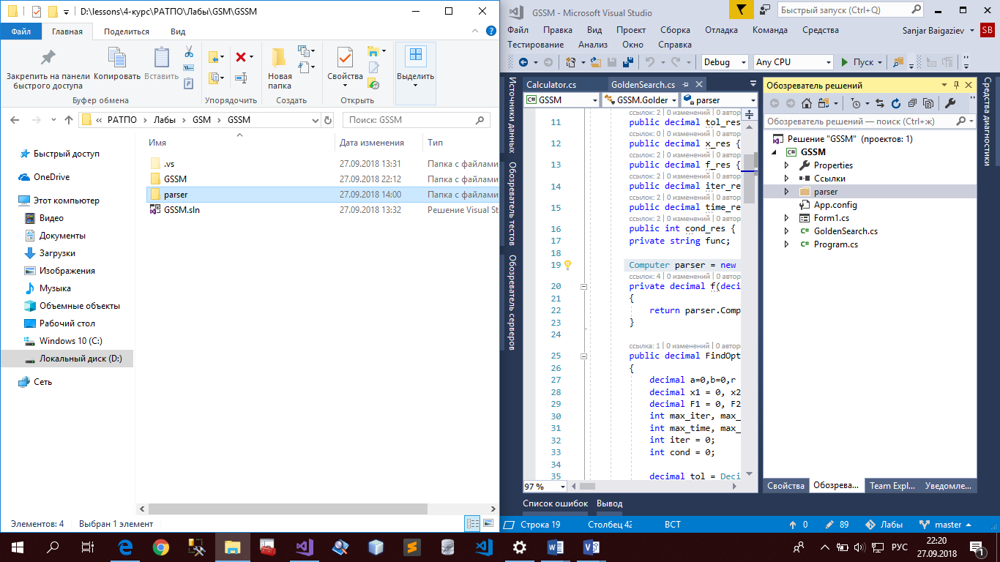 D:\lessons\4-курс\РАТПО\Лабы\GSM\GSSM
Файл Главная Поделиться Вид
Закрепить на панели быстрого доступа
Копировать
Вставить
Буфер обмена
Упорядочить
Новая папка
Создать
Свойства
Открыть
Выделить
« РАТПО › Лабы › GSM › GSSM
Поиск: GSSM
Быстрый доступ
OneDrive
Этот компьютер
Видео
Документы
Загрузки
Изображения
Музыка
Объемные объекты
Рабочий стол
Windows 10 (C:)
Локальный диск (D:)
Сеть
Имя Дата изменения Тип
.vs 27.09.2018 13:31 Папка с файлами
GSSM 27.09.2018 22:12 Папка с файлами
parser 27.09.2018 14:00 Папка с файлами
GSSM.sln 27.09.2018 13:32 Решение Visual St
Элементов: 4 Выбран 1 элемент
GSSM - Microsoft Visual Studio
Быстрый запуск (Ctrl+Q)
Файл Правка Вид Проект Сборка Отладка Команда Средства
Sanjar Baigaziev SB
Тестирование Анализ Окно Справка
Debug Any CPU Пуск
Источники данных
Обозреватель тестов
Обозреватель серверов
Calculator.cs GoldenSearch.cs
GSSM GSSM.Golder parser
ссылок: 2 | 0 изменений | 0 автор
11 public decimal tol_res
ссылок: 0 | 0 изменений | 0 автор
12 public decimal x_res {
ссылок: 2 | 0 изменений | 0 автор
13 public decimal f_res {
ссылок: 2 | 0 изменений | 0 автор
14 public decimal iter_re
ссылок: 2 | 0 изменений | 0 автор
15 public decimal time_re
ссылок: 2 | 0 изменений | 0 автор
16 public int cond_res {
17 private string func;
18
19 Computer parser = new
ссылок: 4 | 0 изменений | 0 автор
20 private decimal f(deci
21 {
22 return parser.Comp
23 }
24
ссылка: 1 | 0 изменений | 0 авторо
25 public decimal FindOpt
26 {
27 decimal a=0,b=0,r
28 decimal x1 = 0, x2
29 decimal F1 = 0, F2
30 int max_iter, max_
31 int max_time, max_
32 int iter = 0;
33 int cond = 0;
34
35 decimal tol = Deci
97 %
Обозреватель решений
Обозреватель решений — поиск (Ctrl+ж)
Решение "GSSM" (проектов: 1)
GSSM
Properties
Ссылки
parser
App.config
Form1.cs
GoldenSearch.cs
Program.cs
Свойства Обозрева... Team Expl... Уведомле...
Средства диагностики
Список ошибок Вывод
Строка 19 Столбец 42 ВСТ 0 89 Лабы master
РУС
22:20
27.09.2018
1